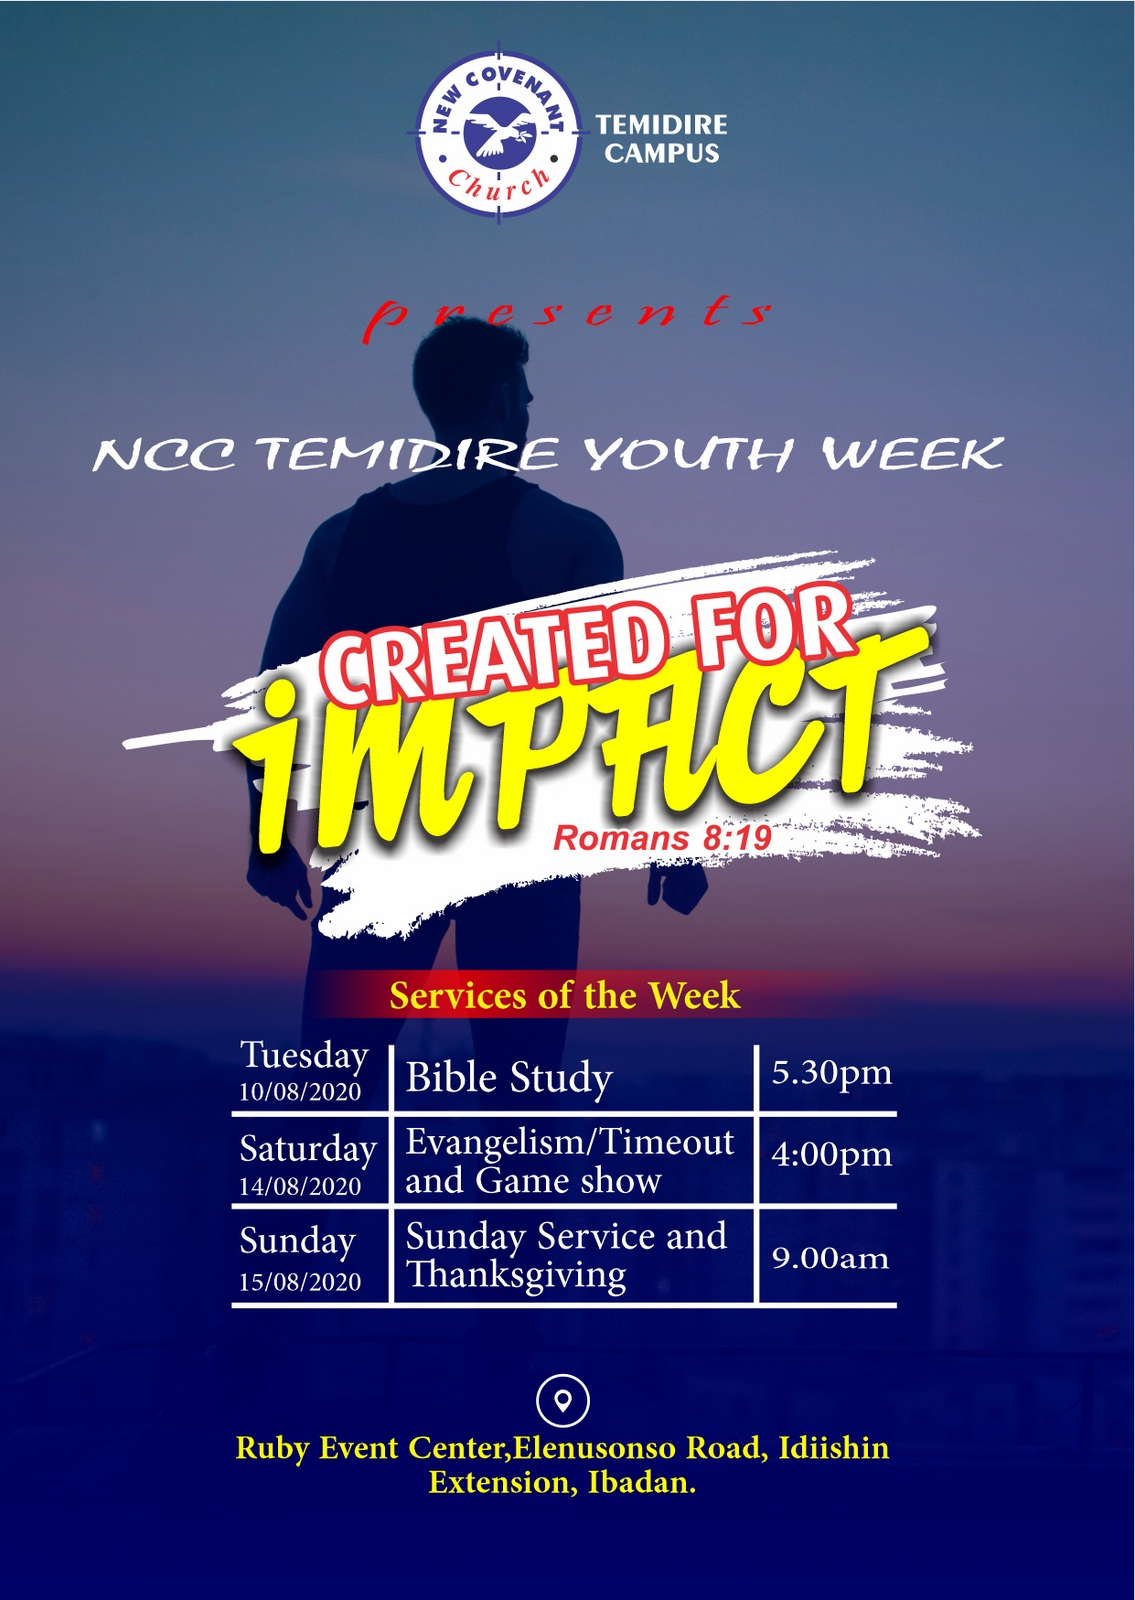 NEW COVENANT
Church
TEMIDIRE
CAMPUS
presents
NCC TEMIDIRE YOUTH WEEK
CREATED FOR
iMPACT
Romans 8:19
Services of the Week
Tuesday
10/08/2020
Bible Study
5.30pm
Saturday
14/08/2020
Evangelism/Timeout
and Game show
4:00pm
Sunday
15/08/2020
Sunday Service and
Thanksgiving
9.00am
Ruby Event Center,Elenusonso Road, Idiishin
Extension, Ibadan.